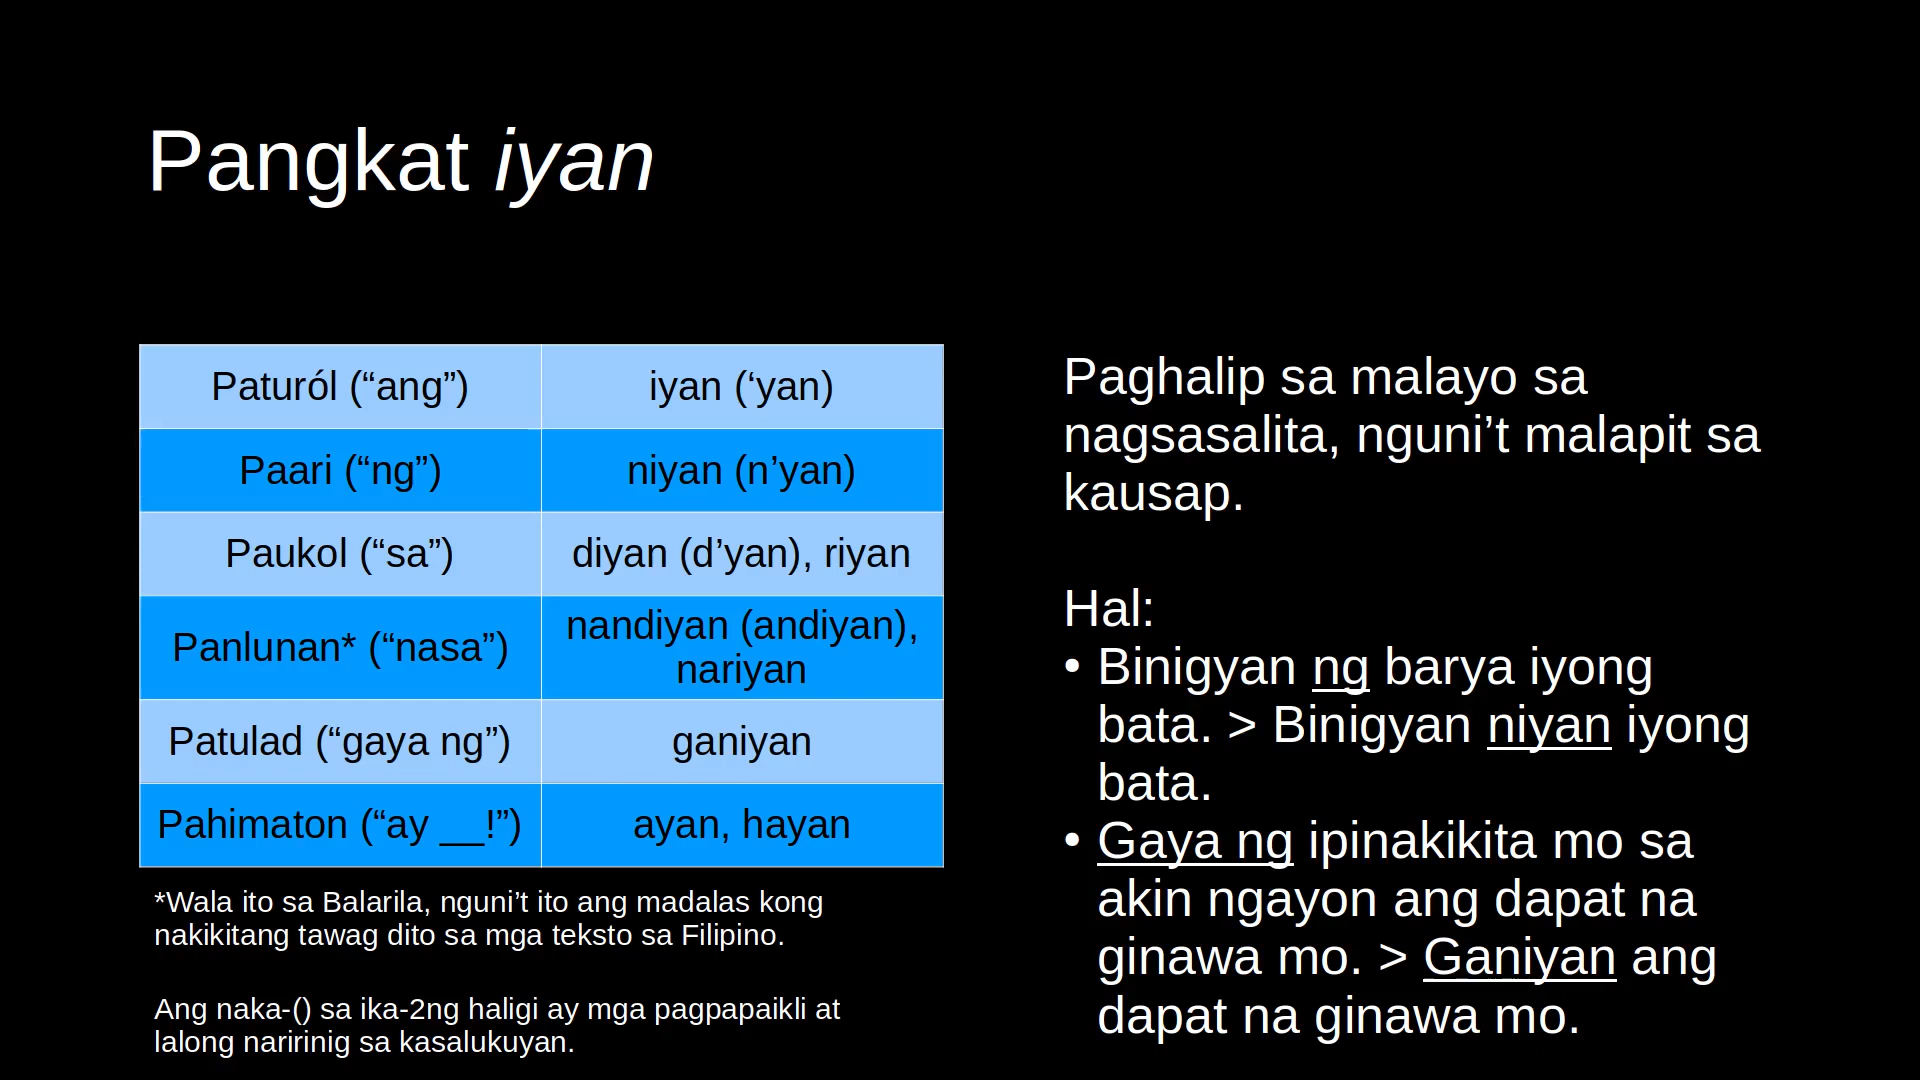 Pangkat iyan
Paturól (“ang”)
iyan (‘yan)
Paari (“ng”)
niyan (n’yan)
Paukol (“sa”)
diyan (d’yan), riyan
Panlunan* (“nasa”)
nandiyan (andiyan),
nariyan
Patulad (“gaya ng”)
ganiyan
Pahimaton (“ay __!”)
ayan, hayan
*Wala ito sa Balarila, nguni’t ito ang madalas kong
nakikitang tawag dito sa mga teksto sa Filipino.
Ang naka-() sa ika-2ng haligi ay mga pagpapaikli at
lalong naririnig sa kasalukuyan.
Paghalip sa malayo sa
nagsasalita, nguni’t malapit sa
kausap.
Hal:
• Binigyan ng barya iyong
bata. > Binigyan niyan iyong
bata.
• Gaya ng ipinakikita mo sa
akin ngayon ang dapat na
ginawa mo. > Ganiyan ang
dapat na ginawa mo.